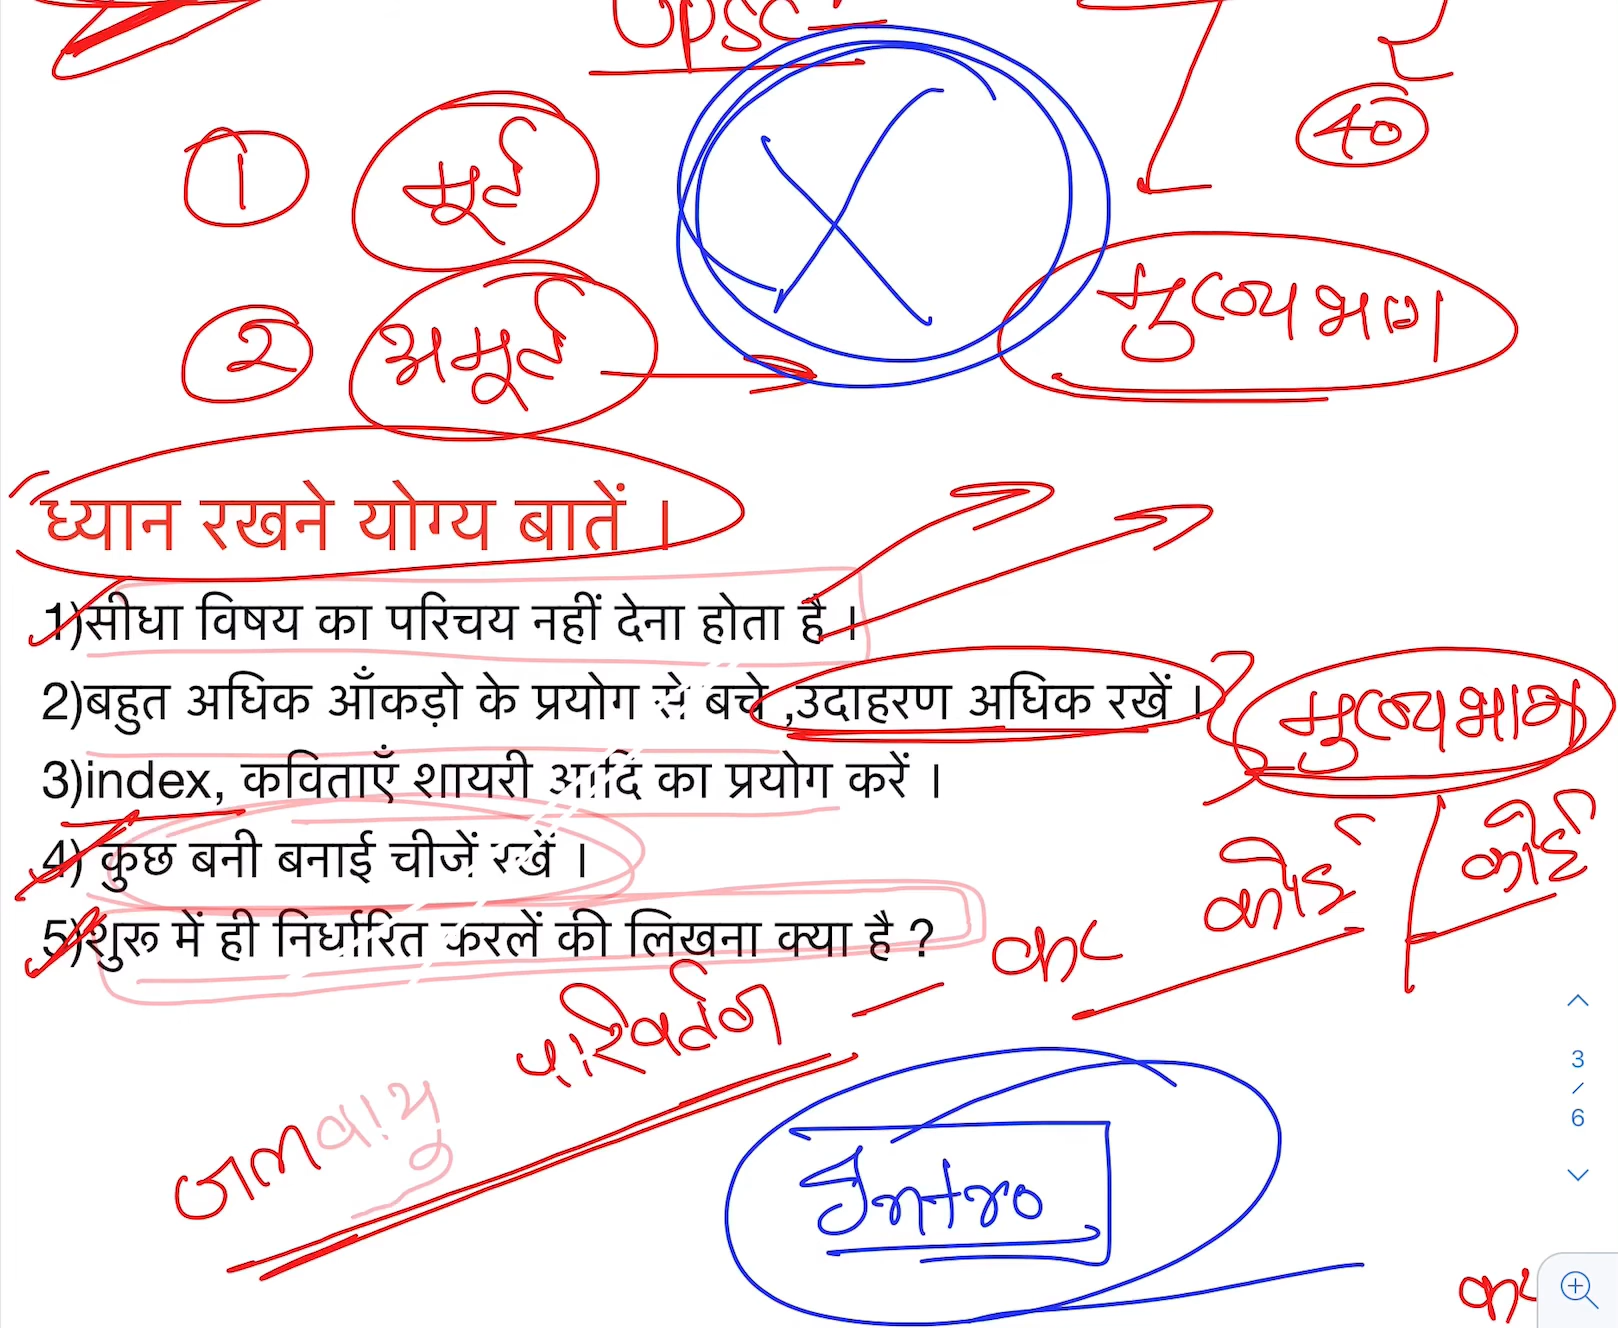 UPSC
40
1 मूर्त
2 अमूर्त
मुख्य भाग
ध्यान रखने योग्य बातें ।
1)सीधा विषय का परिचय नहीं देना होता है ।
2)बहुत अधिक आँकड़ो के प्रयोग से बचे ,उदाहरण अधिक रखें ।
मुख्य भाग
3)index, कविताएँ शायरी आदि का प्रयोग करें ।
4) कुछ बनी बनाई चीजें रखें ।
5)शुरू में ही निर्धारित करलें की लिखना क्या है ?
जलवायु परिवर्तन
Intro
3
/
6